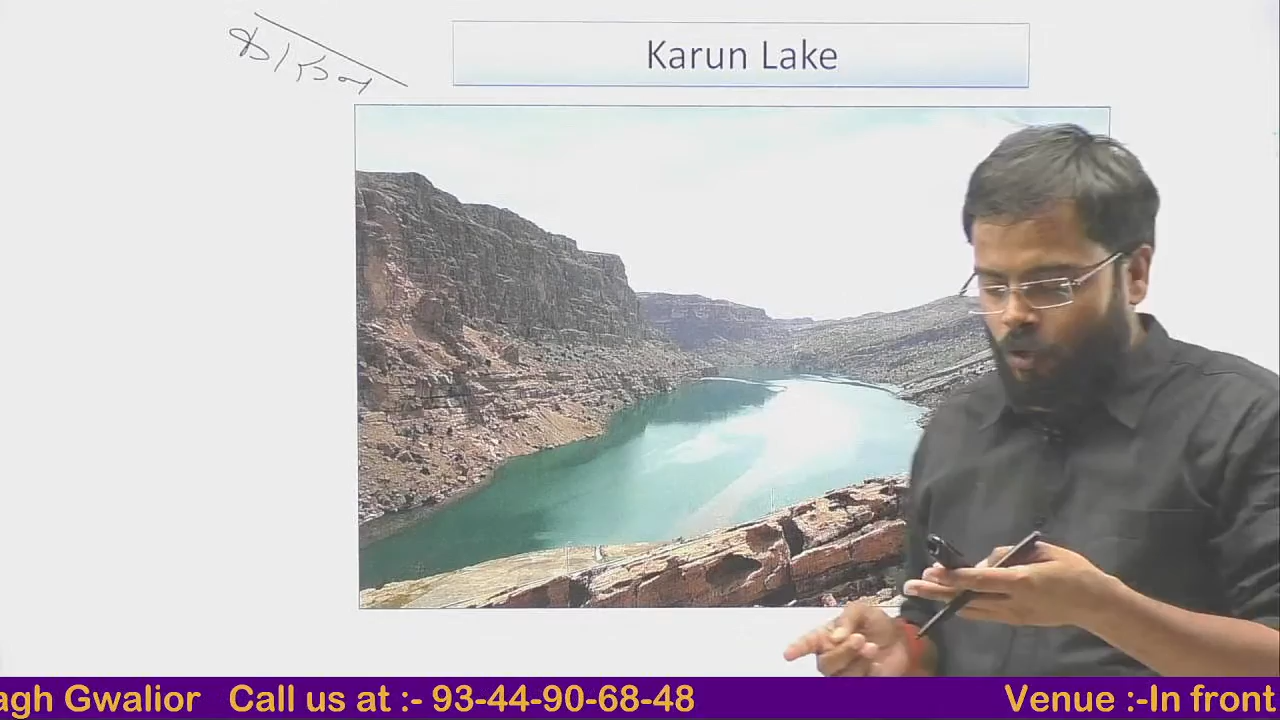 Karun Lake
agh Gwalior Call us at :- 93-44-90-68-48 Venue :-In front